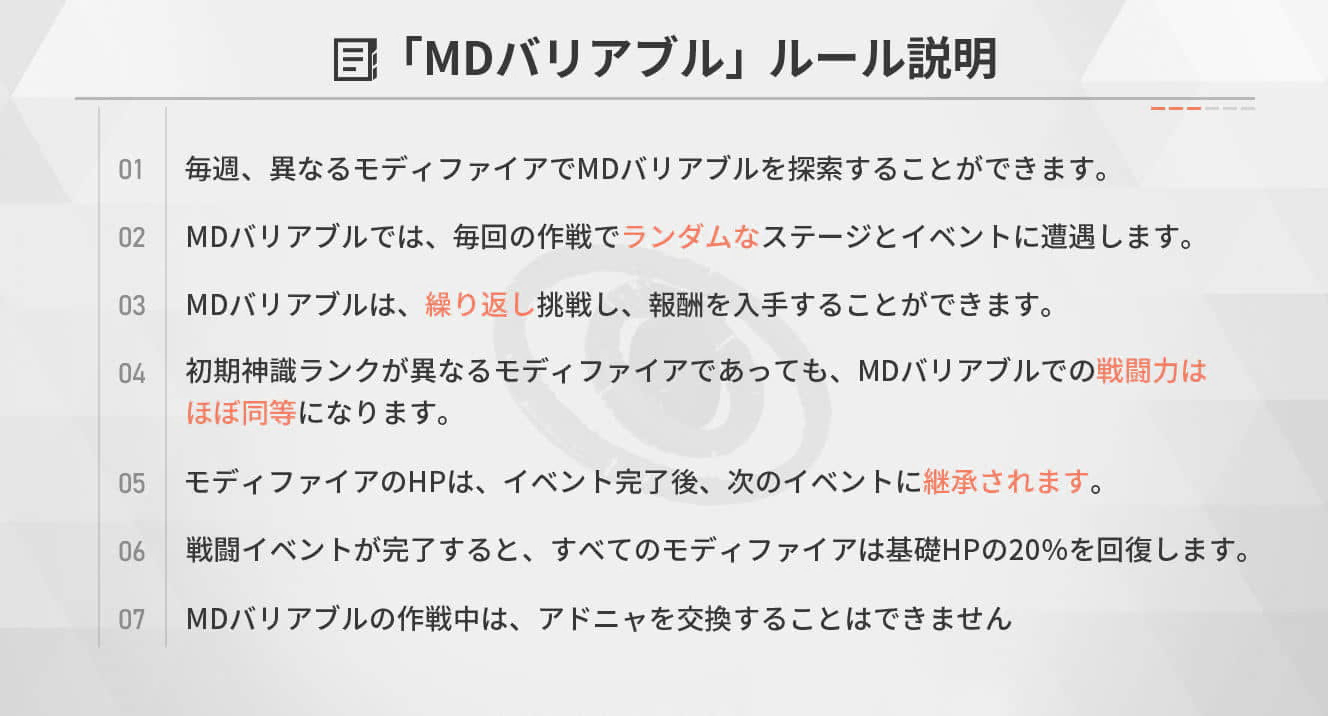 「MDバリアブル」ルール説明
01 毎週、異なるモディファイアでMDバリアブルを探索することができます。
02 MDバリアブルでは、毎回の作戦でランダムなステージとイベントに遭遇します。
03 MDバリアブルは、繰り返し挑戦し、報酬を入手することができます。
04 初期神識ランクが異なるモディファイアであっても、MDバリアブルでの戦闘力は
ほぼ同等になります。
05 モディファイアのHPは、イベント完了後、次のイベントに継承されます。
06 戦闘イベントが完了すると、すべてのモディファイアは基礎HPの20%を回復します。
07 MDバリアブルの作戦中は、アドニャを交換することはできません